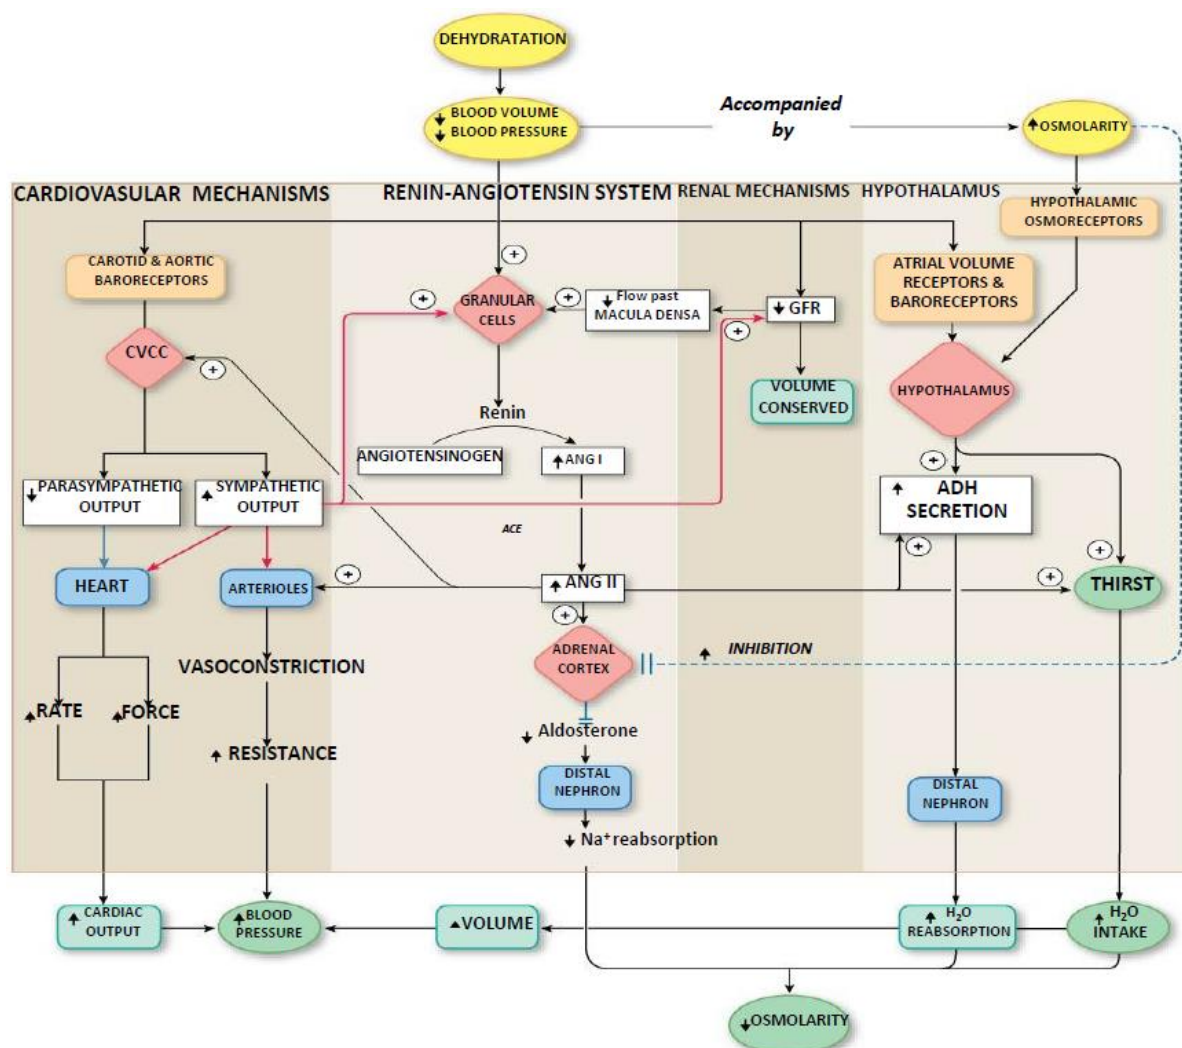 DEHYDRATATION
BLOOD VOLUME
BLOOD PRESSURE
Accompanied
by
OSMOLARITY
CARDIOVASULAR MECHANISMS
RENIN-ANGIOTENSIN SYSTEM
RENAL MECHANISMS
HYPOTHALAMUS
HYPOTHALAMIC
OSMORECEPTORS
CAROTID & AORTIC
BARORECEPTORS
+
ATRIAL VOLUME
RECEPTORS &
BARORECEPTORS
+
GRANULAR
CELLS
+
Flow past
MACULA DENSA
GFR
+
CVCC
+
VOLUME
CONSERVED
HYPOTHALAMUS
Renin
ANGIOTENSINOGEN
ANG I
+
PARASYMPATHETIC
OUTPUT
SYMPATHETIC
OUTPUT
ADH
SECRETION
ACE
+
+
HEART
ARTERIOLES
+
ANG II
+
THIRST
+
ADRENAL
CORTEX
INHIBITION
VASOCONSTRICTION
RATE
FORCE
Aldosterone
RESISTANCE
DISTAL
NEPHRON
DISTAL
NEPHRON
Na+ reabsorption
CARDIAC
OUTPUT
BLOOD
PRESSURE
VOLUME
H₂O
REABSORPTION
H₂O
INTAKE
OSMOLARITY